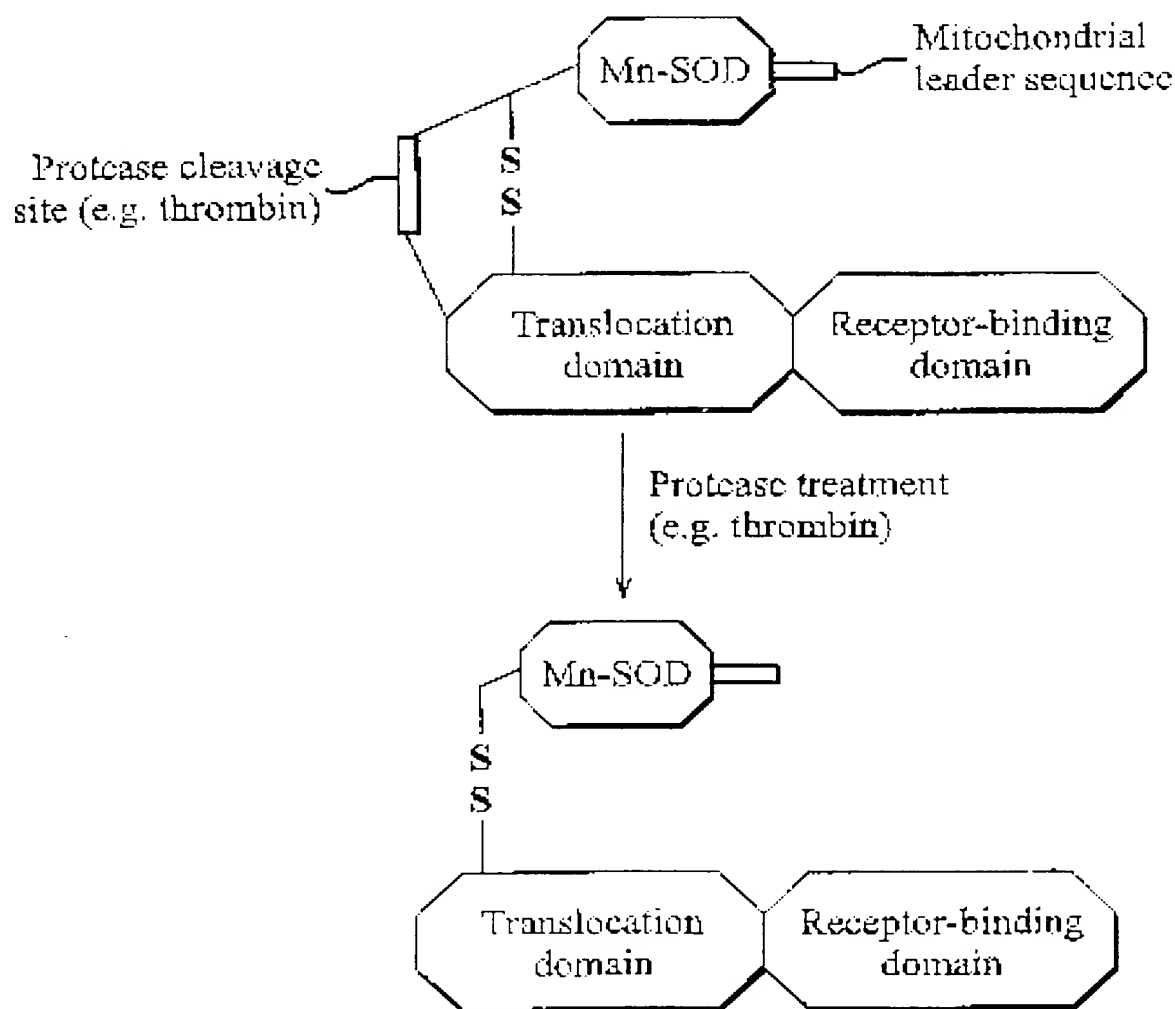 Mn-SOD
Mitochondrial
leader sequence
Protease cleavage
site (e.g. thrombin)
S
S
Translocation
domain
Receptor-binding
domain
Protease treatment
(e.g. thrombin)
Mn-SOD
S
S
Translocation
domain
Receptor-binding
domain